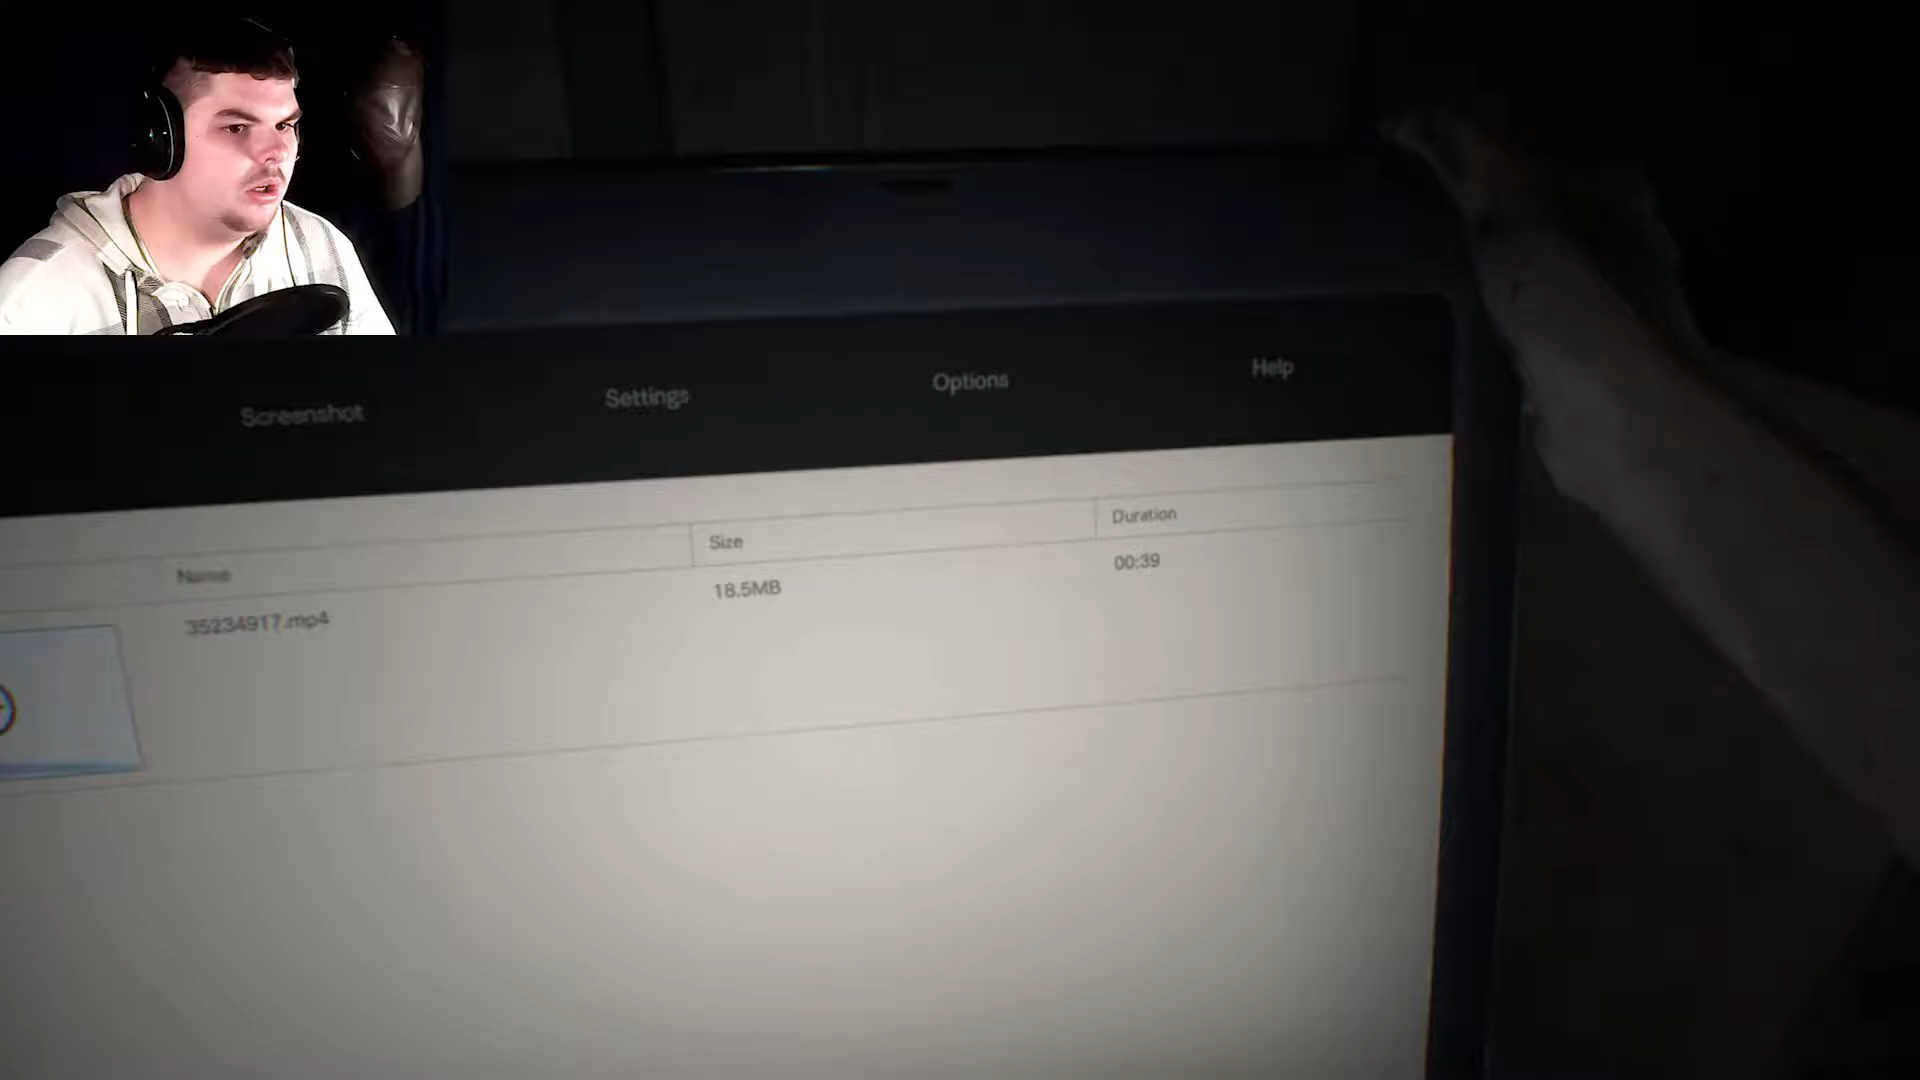 Screenshot Settings Options Help
Name Size Duration
35234917.mp4 18.5MB 00:39